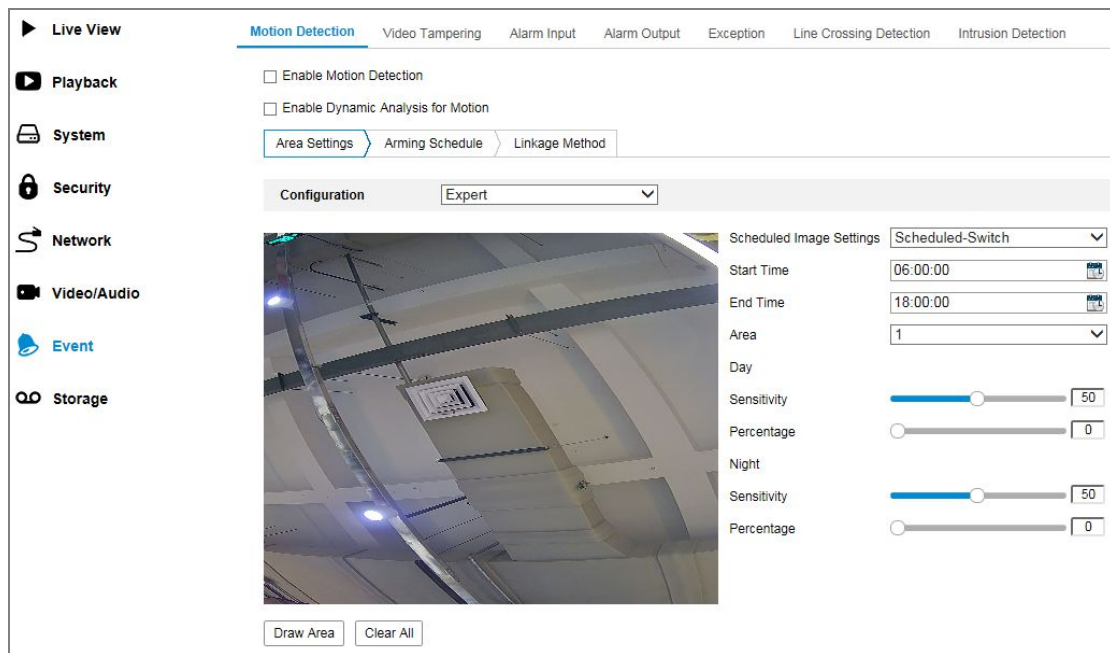 Live View
Playback
System
Security
Network
Video/Audio
Event
Storage
Motion Detection Video Tampering Alarm Input Alarm Output Exception Line Crossing Detection Intrusion Detection
Enable Motion Detection
Enable Dynamic Analysis for Motion
Area Settings Arming Schedule Linkage Method
Configuration Expert
Scheduled Image Settings Scheduled-Switch
Start Time 06:00:00
End Time 18:00:00
Area 1
Day
Sensitivity 50
Percentage 0
Night
Sensitivity 50
Percentage 0
Draw Area Clear All